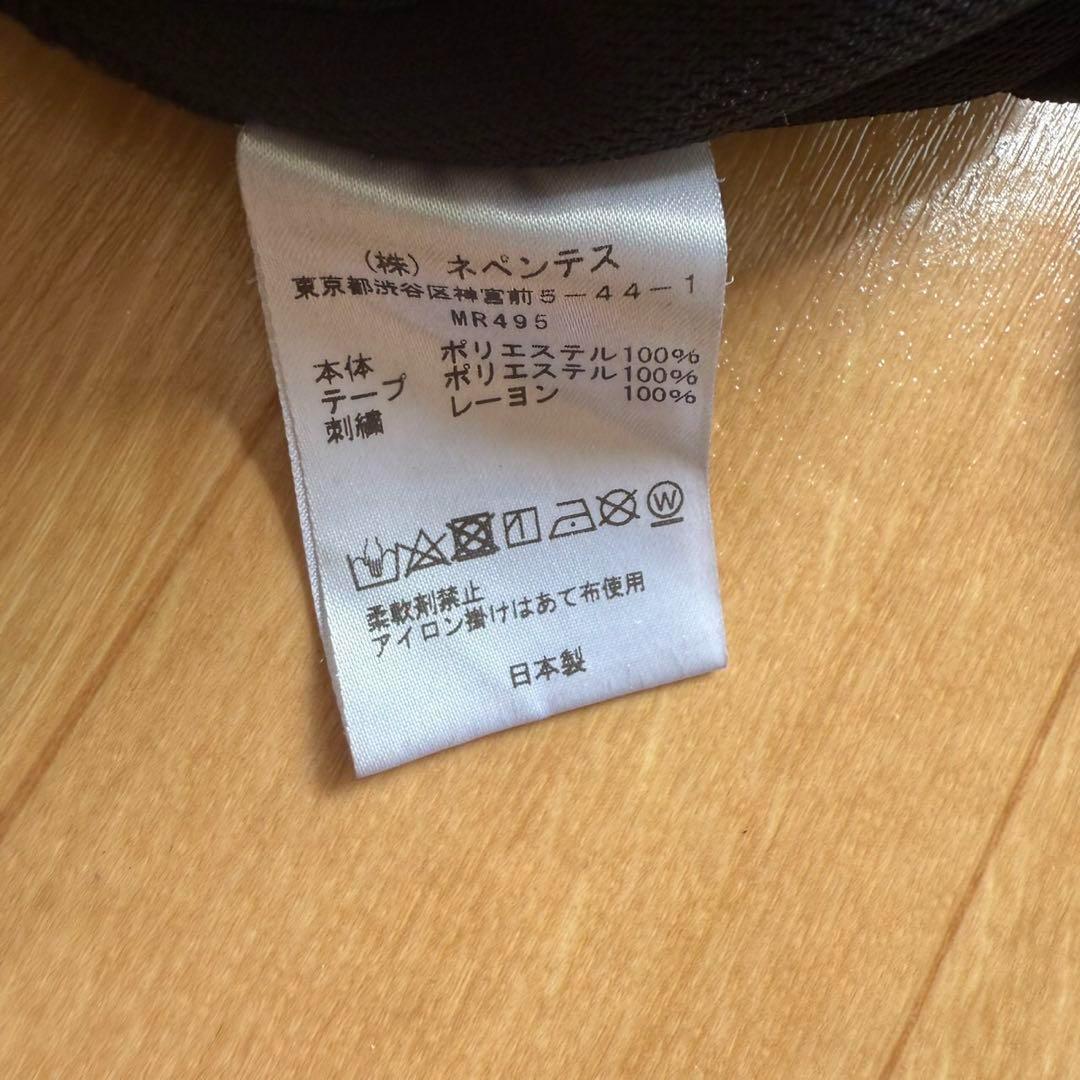 （株）ネペンテス
東京都渋谷区神宮前5－44－1
MR495
本体 ポリエステル100%
テープ ポリエステル100%
刺繍 レーヨン 100%
W
柔軟剤禁止
アイロン掛けはあて布使用
日本製